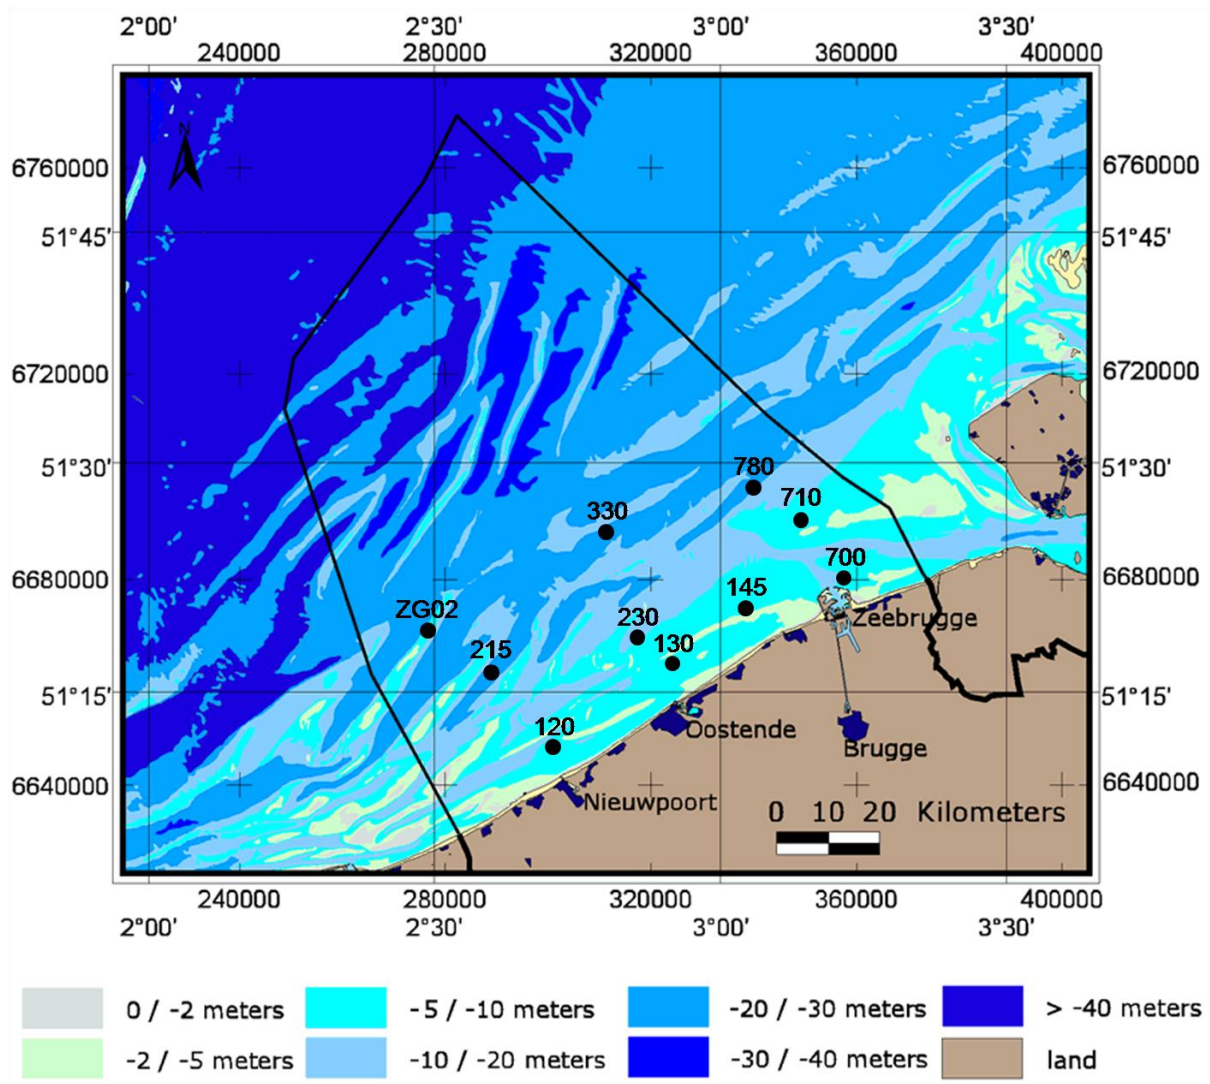 2°00' 2°30' 3°00' 3°30'
240000 280000 320000 360000 400000
N
6760000 6760000
51°45' 51°45'
6720000 6720000
51°30' 51°30'
780
710
330
700
6680000 6680000
145
ZG02 230 Zeebrugge
215 130
51°15' 51°15'
120 Oostende
Brugge
6640000 6640000
Nieuwpoort
0 10 20 Kilometers
240000 280000 320000 360000 400000
2°00' 2°30' 3°00' 3°30'
0 / -2 meters -5 / -10 meters -20 / -30 meters > -40 meters
-2 / -5 meters -10 / -20 meters -30 / -40 meters land